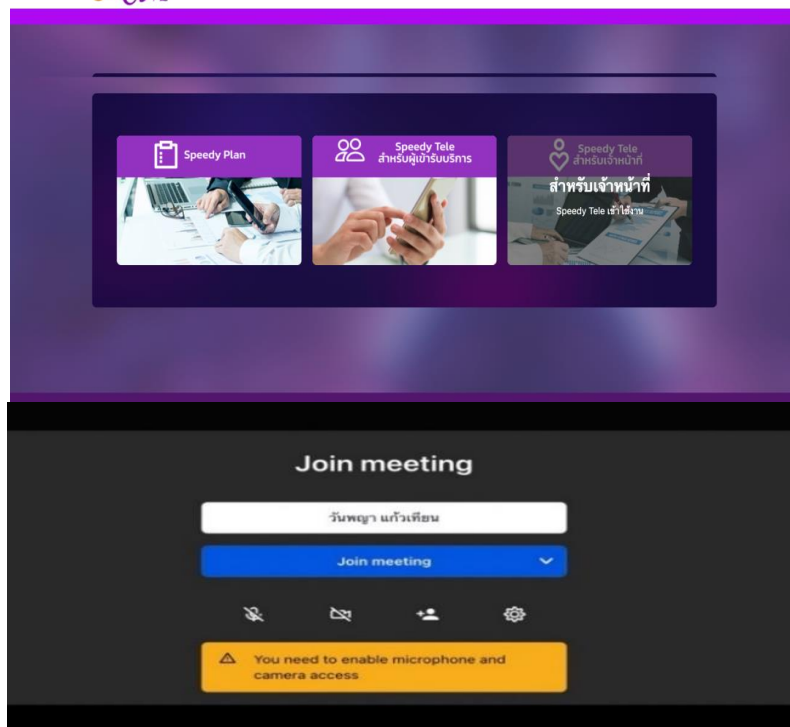 Speedy Plan
Speedy Tele
สำหรับผู้เข้ารับบริการ
Speedy Tele
สำหรับเจ้าหน้าที่
สำหรับเจ้าหน้าที่
Speedy Tele เข้าใช้งาน
Join meeting
วันพญา แก้วเทียน
Join meeting
You need to enable microphone and
camera access